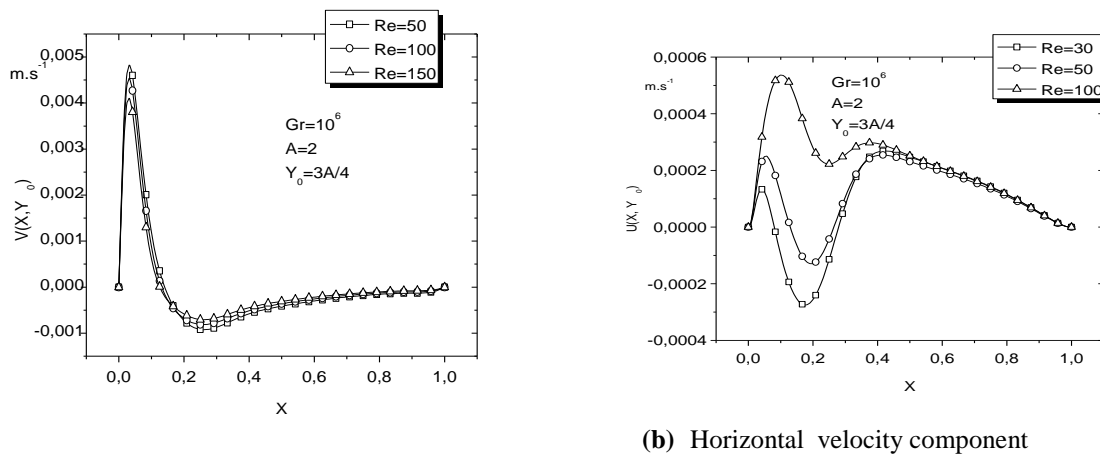 Re=50
Re=100
Re=150
0,005
m.s-1
0,004
0,003
0,002
0,001
0,000
-0,001
V(X,Y0)
Gr=10^6
A=2
Y0=3A/4
0,0 0,2 0,4 0,6 0,8 1,0
X
Re=30
Re=50
Re=100
0,0006
m.s-1
0,0004
0,0002
0,0000
-0,0002
-0,0004
U(X, Y0)
Gr=10^6
A=2
Y0=3A/4
0,0 0,2 0,4 0,6 0,8 1,0
X
(b) Horizontal velocity component